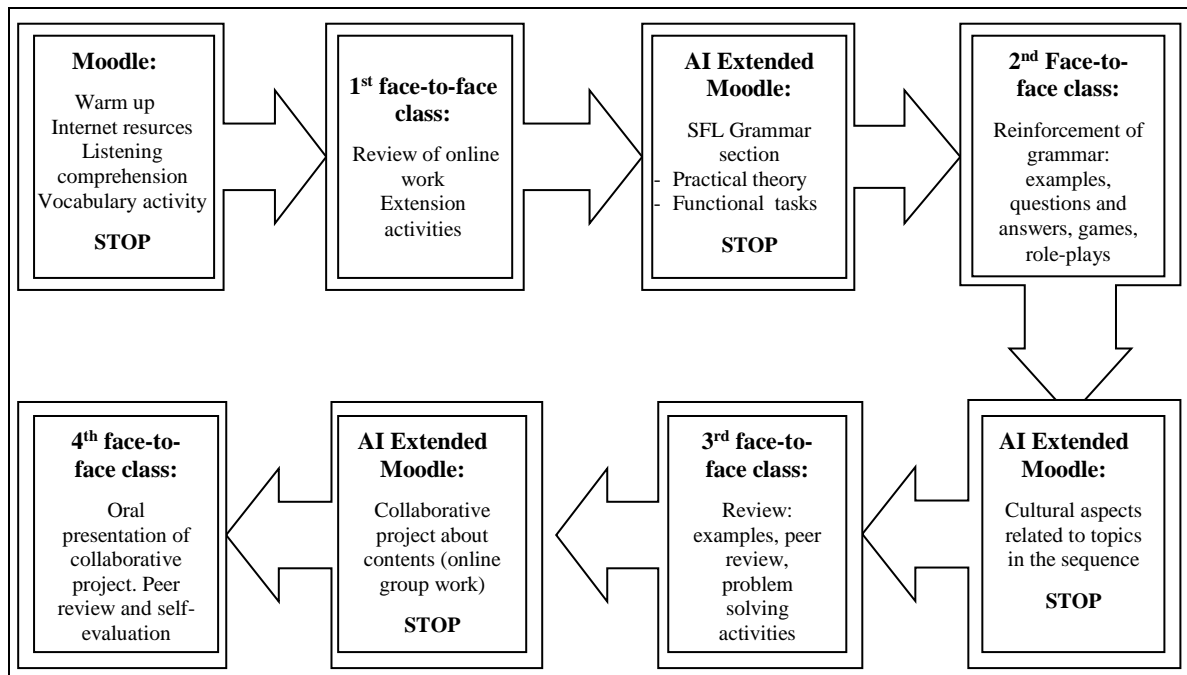 Moodle:
Warm up
Internet resurces
Listening
comprehension
Vocabulary activity
STOP
1st face-to-face
class:
Review of online
work
Extension
activities
AI Extended
Moodle:
SFL Grammar
section
- Practical theory
- Functional tasks
STOP
2nd Face-to-
face class:
Reinforcement of
grammar:
examples,
questions and
answers, games,
role-plays
AI Extended
Moodle:
Cultural aspects
related to topics
in the sequence
STOP
3rd face-to-
face class:
Review:
examples, peer
review,
problem
solving
activities
AI Extended
Moodle:
Collaborative
project about
contents (online
group work)
STOP
4th face-to-
face class:
Oral
presentation of
collaborative
project. Peer
review and self-
evaluation